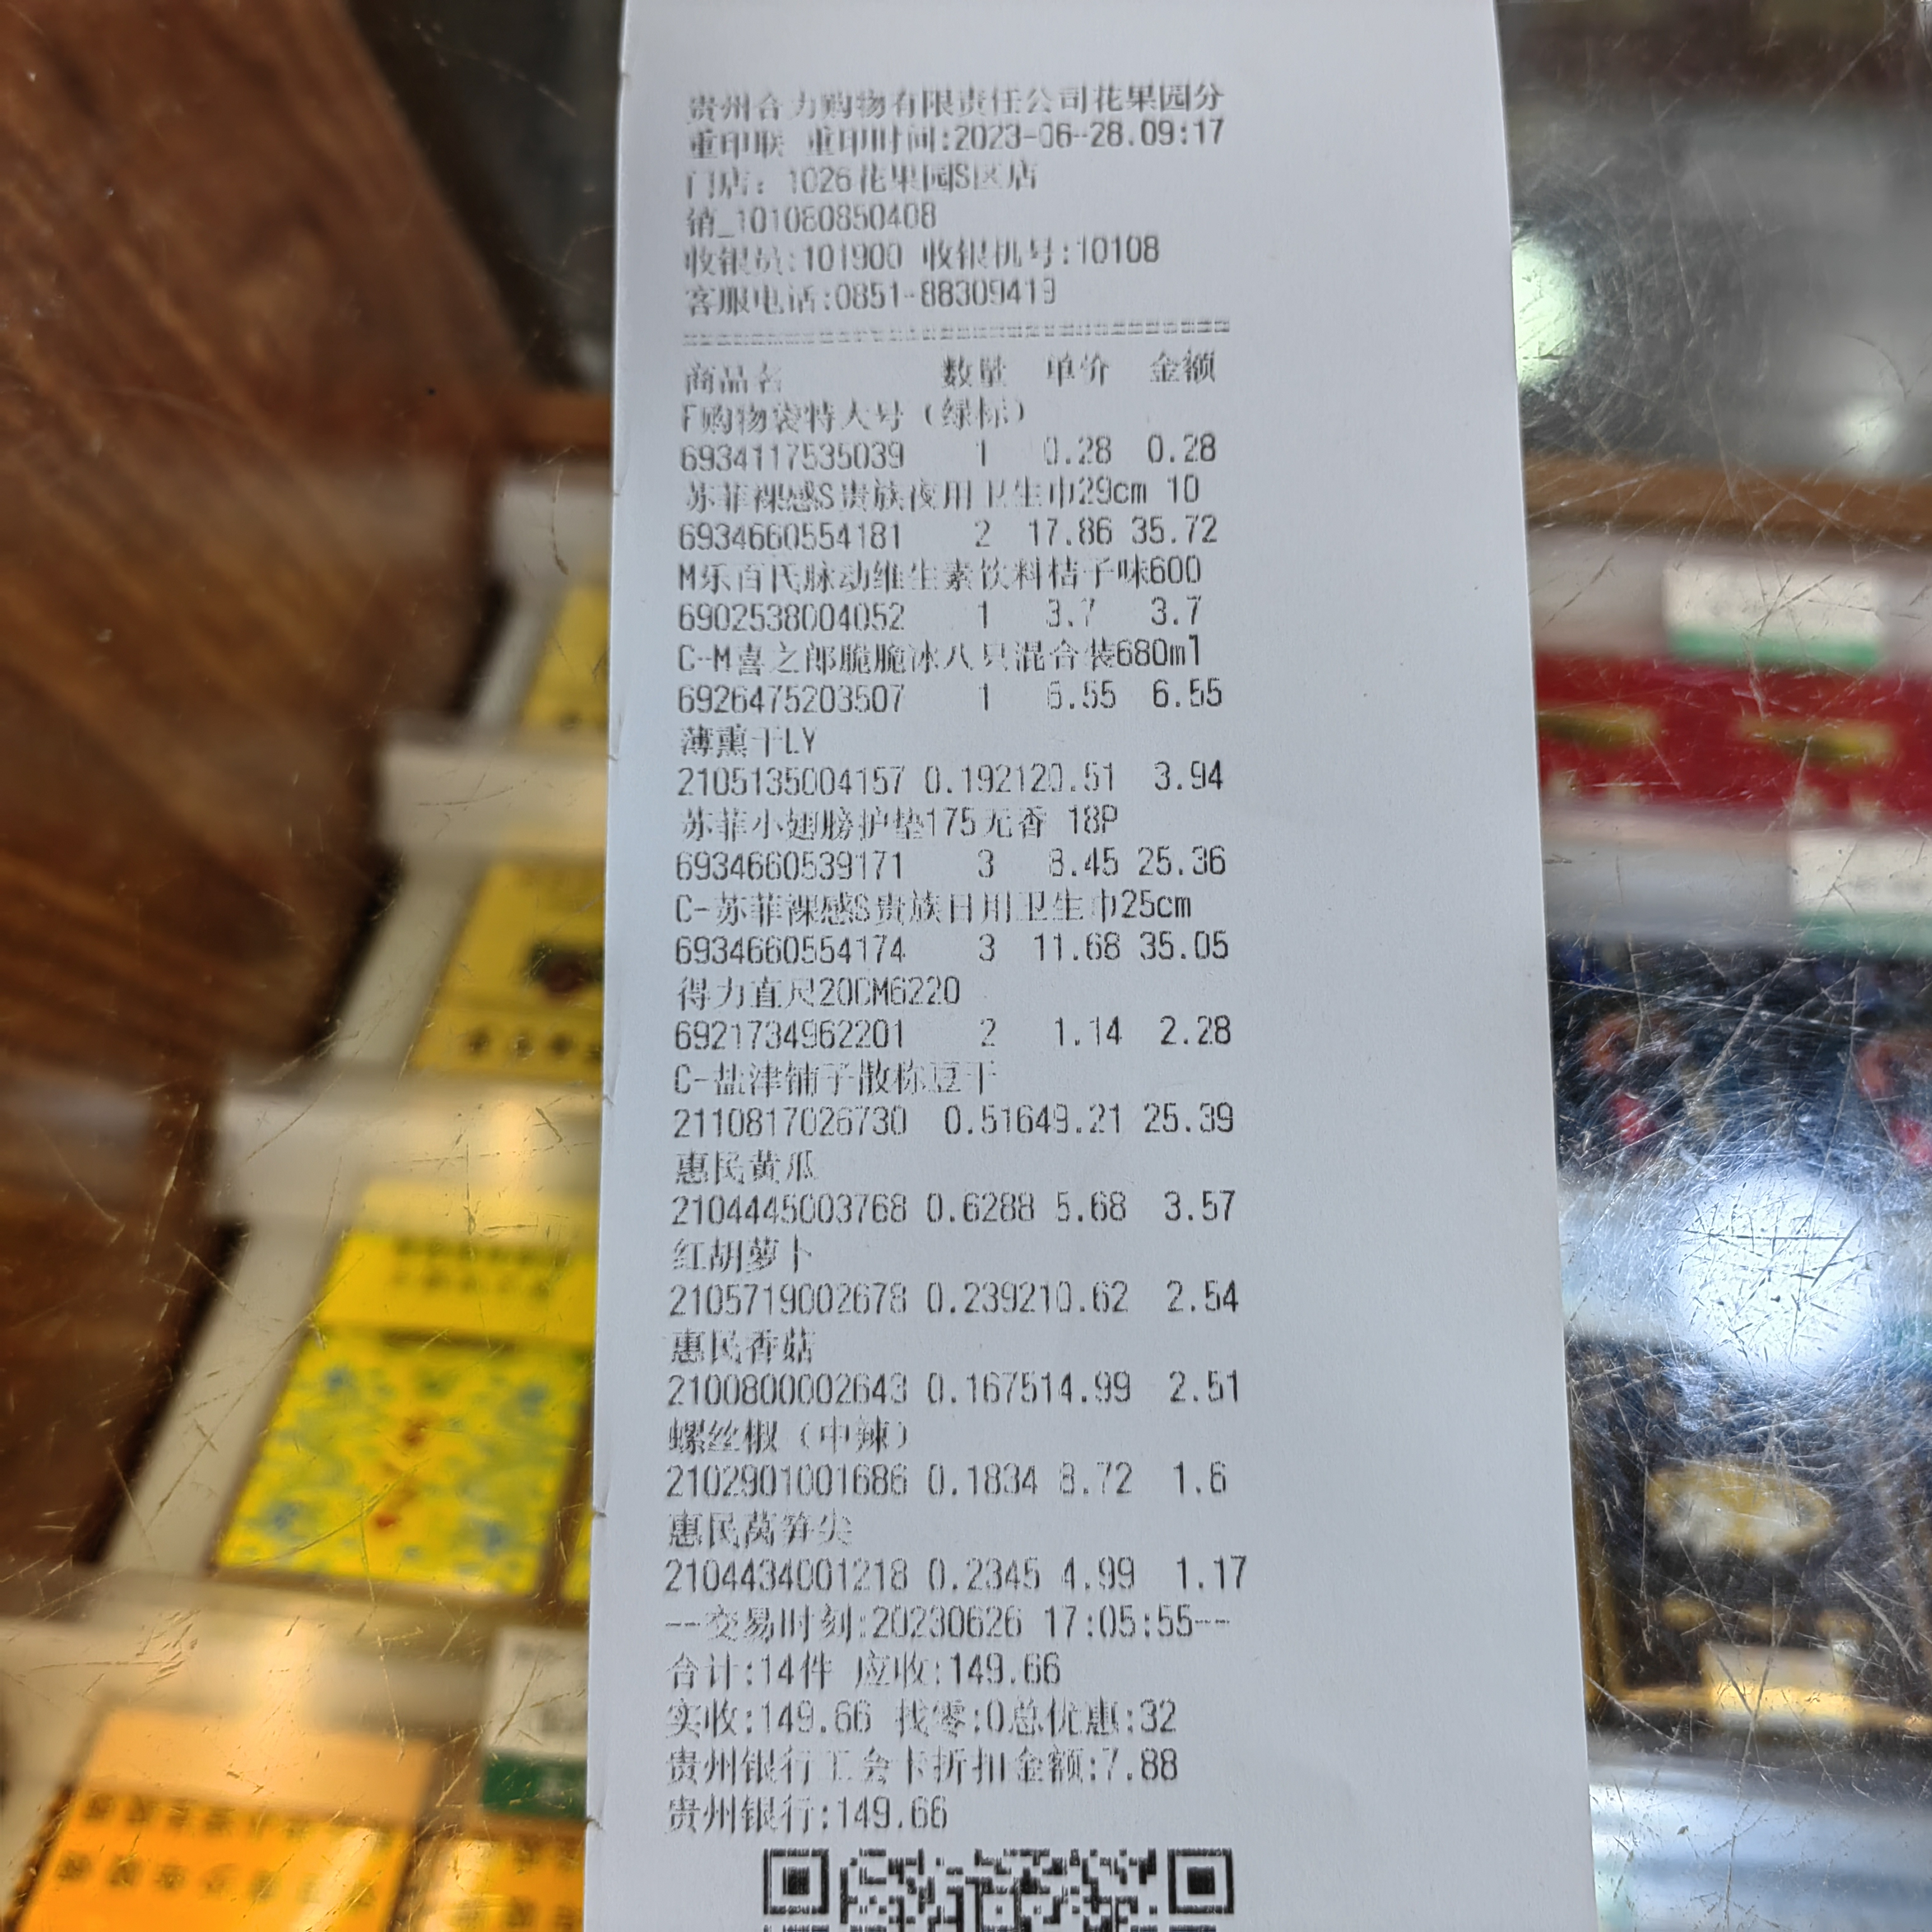 贵州合力购物有限责任公司花果园分
重印联 重印时间:2023-06-28.09:17
门店: 1026花果园S区店
销_101080850408
收银员:101900 收银机号:10108
客服电话:0851-88309419
商品名 数量 单价 金额
F购物袋特大号（绿标）
6934117535039 1 0.28 0.28
苏菲裸感S贵族夜用卫生巾29cm 10
6934660554181 2 17.86 35.72
M乐百氏脉动维生素饮料桔子味600
6902538004052 1 3.7 3.7
C-M喜之郎脆脆冰八只混合装680ml
6926475203507 1 6.55 6.55
薄熏干LY
2105135004157 0.192120.51 3.94
苏菲小翅膀护垫175无香 18P
6934660539171 3 8.45 25.36
C-苏菲裸感S贵族日用卫生巾25cm
6934660554174 3 11.68 35.05
得力直尺20CM6220
6921734962201 2 1.14 2.28
C-盐津铺子散称豆干
2110817026730 0.51649.21 25.39
惠民黄瓜
2104445003768 0.6288 5.68 3.57
红胡萝卜
2105719002678 0.239210.62 2.54
惠民香菇
2100800002643 0.167514.99 2.51
螺丝椒（中辣）
2102901001686 0.1834 8.72 1.6
惠民莴笋尖
2104434001218 0.2345 4.99 1.17
--交易时刻:20230626 17:05:55--
合计:14件 应收:149.66
实收:149.66 找零:0总优惠:32
贵州银行工会卡折扣金额:7.88
贵州银行:149.66